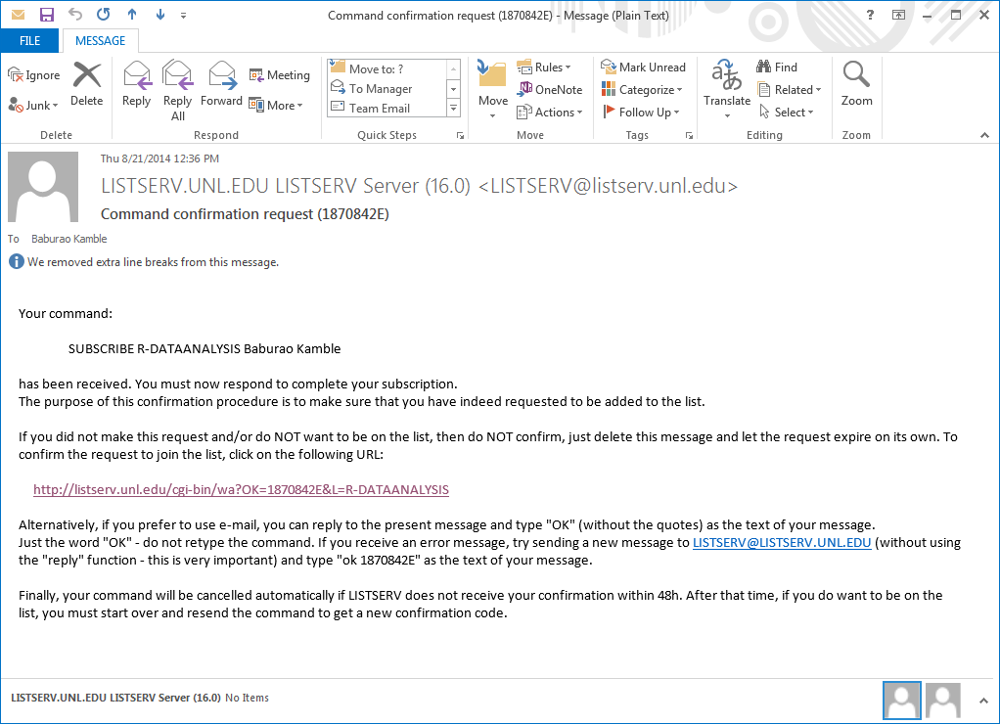 Command confirmation request (1870842E) - Message (Plain Text)
?
FILE
MESSAGE
Ignore
Junk
Delete
Delete
Reply
Reply All
Forward
Meeting
More
Respond
Move to: ?
To Manager
Team Email
Quick Steps
Move
Rules
OneNote
Actions
Move
Mark Unread
Categorize
Follow Up
Tags
Translate
Find
Related
Select
Editing
Zoom
Zoom
Thu 8/21/2014 12:36 PM
LISTSERV.UNL.EDU LISTSERV Server (16.0) <LISTSERV@listserv.unl.edu>
Command confirmation request (1870842E)
To Baburao Kamble
We removed extra line breaks from this message.
Your command:
SUBSCRIBE R-DATAANALYSIS Baburao Kamble
has been received. You must now respond to complete your subscription.
The purpose of this confirmation procedure is to make sure that you have indeed requested to be added to the list.
If you did not make this request and/or do NOT want to be on the list, then do NOT confirm, just delete this message and let the request expire on its own. To
confirm the request to join the list, click on the following URL:
http://listserv.unl.edu/cgi-bin/wa?OK=1870842E&L=R-DATAANALYSIS
Alternatively, if you prefer to use e-mail, you can reply to the present message and type "OK" (without the quotes) as the text of your message.
Just the word "OK" - do not retype the command. If you receive an error message, try sending a new message to LISTSERV@LISTSERV.UNL.EDU (without using
the "reply" function - this is very important) and type "ok 1870842E" as the text of your message.
Finally, your command will be cancelled automatically if LISTSERV does not receive your confirmation within 48h. After that time, if you do want to be on the
list, you must start over and resend the command to get a new confirmation code.
LISTSERV.UNL.EDU LISTSERV Server (16.0) No Items